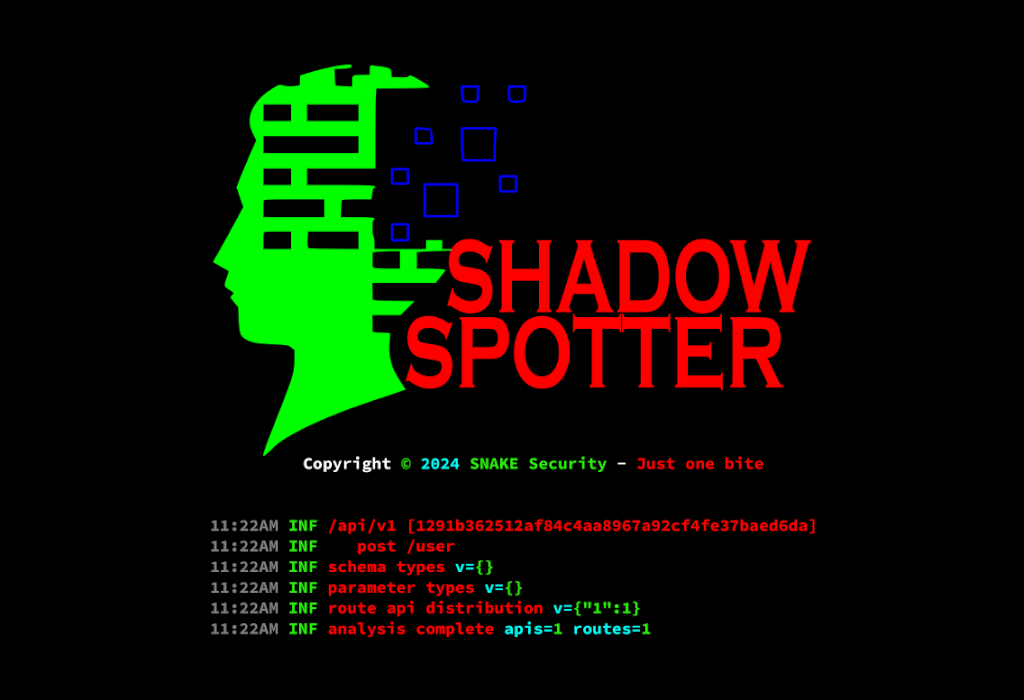 SHADOW
SPOTTER
Copyright © 2024 SNAKE Security - Just one bite
11:22AM INF /api/v1 [1291b362512af84c4aa8967a92cf4fe37baed6da]
11:22AM INF post /user
11:22AM INF schema types v={}
11:22AM INF parameter types v={}
11:22AM INF route api distribution v={"1":1}
11:22AM INF analysis complete apis=1 routes=1